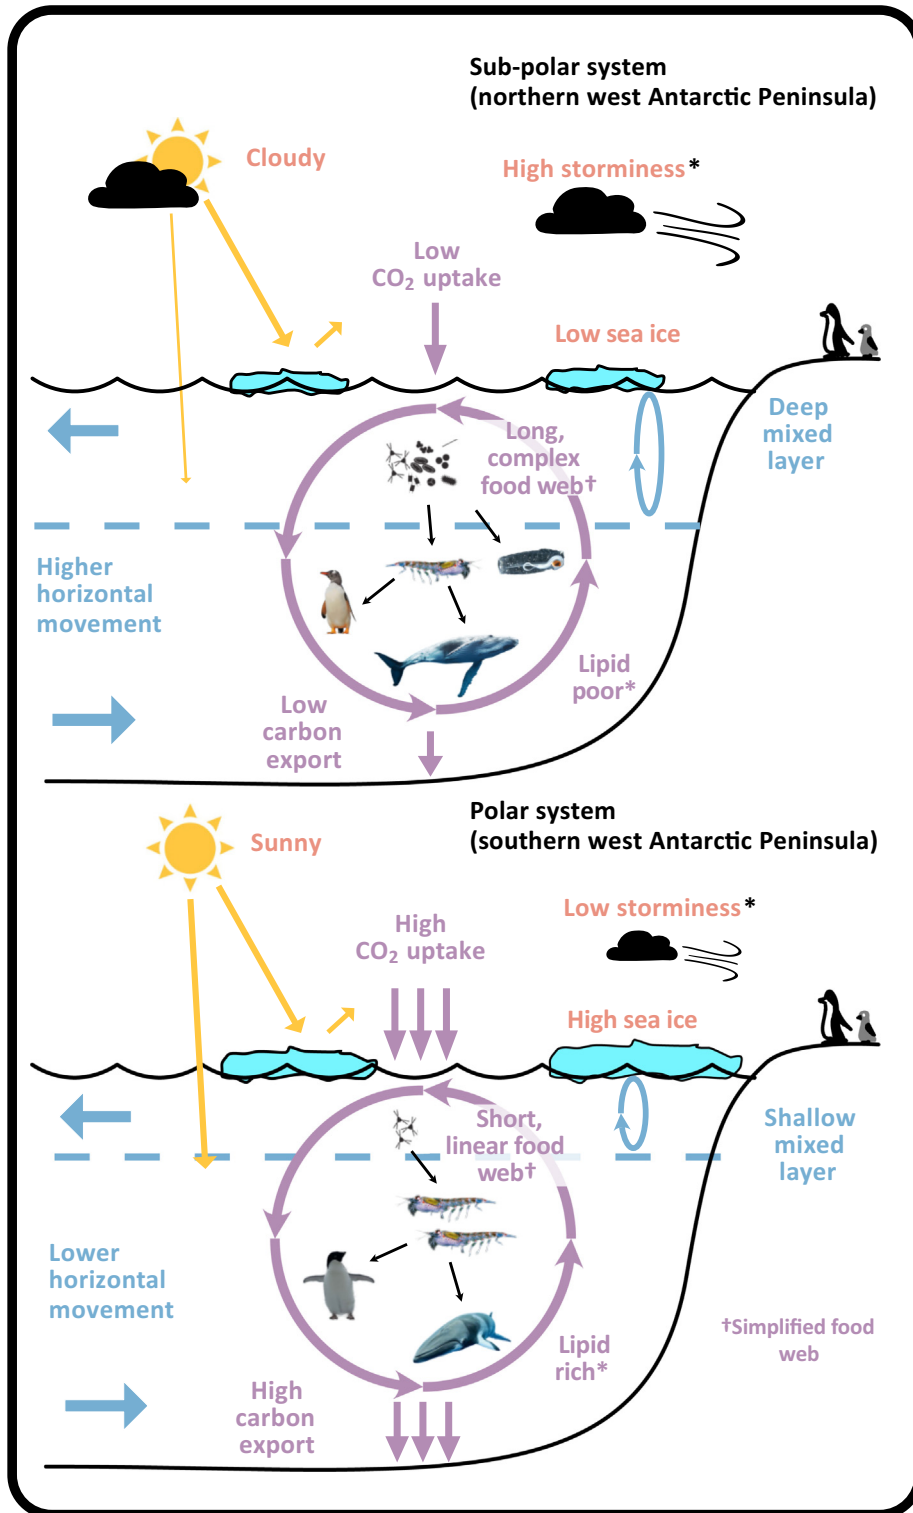 Sub-polar system
(northern west Antarctic Peninsula)
Cloudy
High storminess*
Low
CO₂ uptake
Low sea ice
Deep
mixed
layer
Long,
complex
food web†
Higher
horizontal
movement
Lipid
poor*
Low
carbon
export
Polar system
(southern west Antarctic Peninsula)
Sunny
Low storminess*
High
CO₂ uptake
High sea ice
Shallow
mixed
layer
Short,
linear food
web†
Lower
horizontal
movement
†Simplified food
web
Lipid
rich*
High
carbon
export